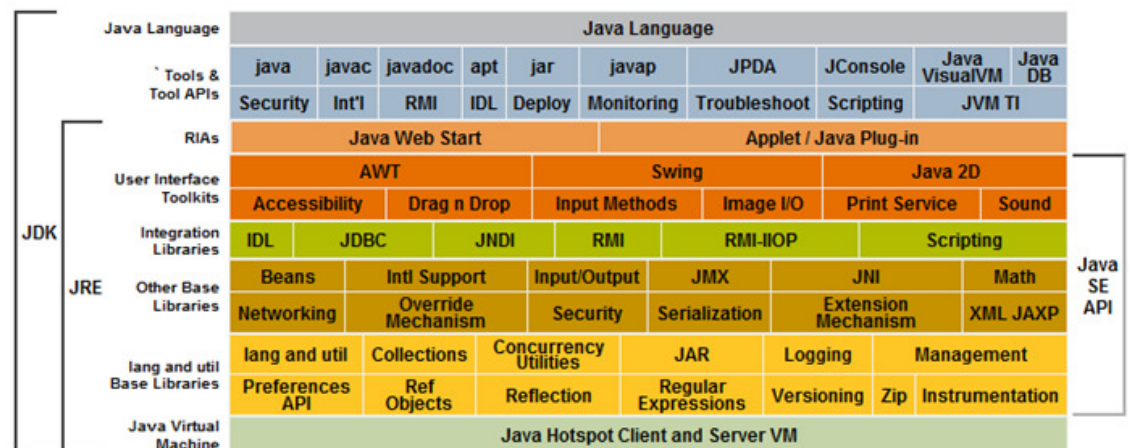 Java Language Java Language
` Tools & Tool APIs
java javac javadoc apt jar javap JPDA JConsole Java VisualVM Java DB
Security Int'l RMI IDL Deploy Monitoring Troubleshoot Scripting JVM TI
RIAs Java Web Start Applet / Java Plug-in
User Interface Toolkits
AWT Swing Java 2D
Accessibility Drag n Drop Input Methods Image I/O Print Service Sound
JDK
Integration Libraries
IDL JDBC JNDI RMI RMI-IIOP Scripting
JRE
Other Base Libraries
Beans Intl Support Input/Output JMX JNI Math
Networking Override Mechanism Security Serialization Extension Mechanism XML JAXP
Java SE API
lang and util Base Libraries
lang and util Collections Concurrency Utilities JAR Logging Management
Preferences API Ref Objects Reflection Regular Expressions Versioning Zip Instrumentation
Java Virtual Machine
Java Hotspot Client and Server VM